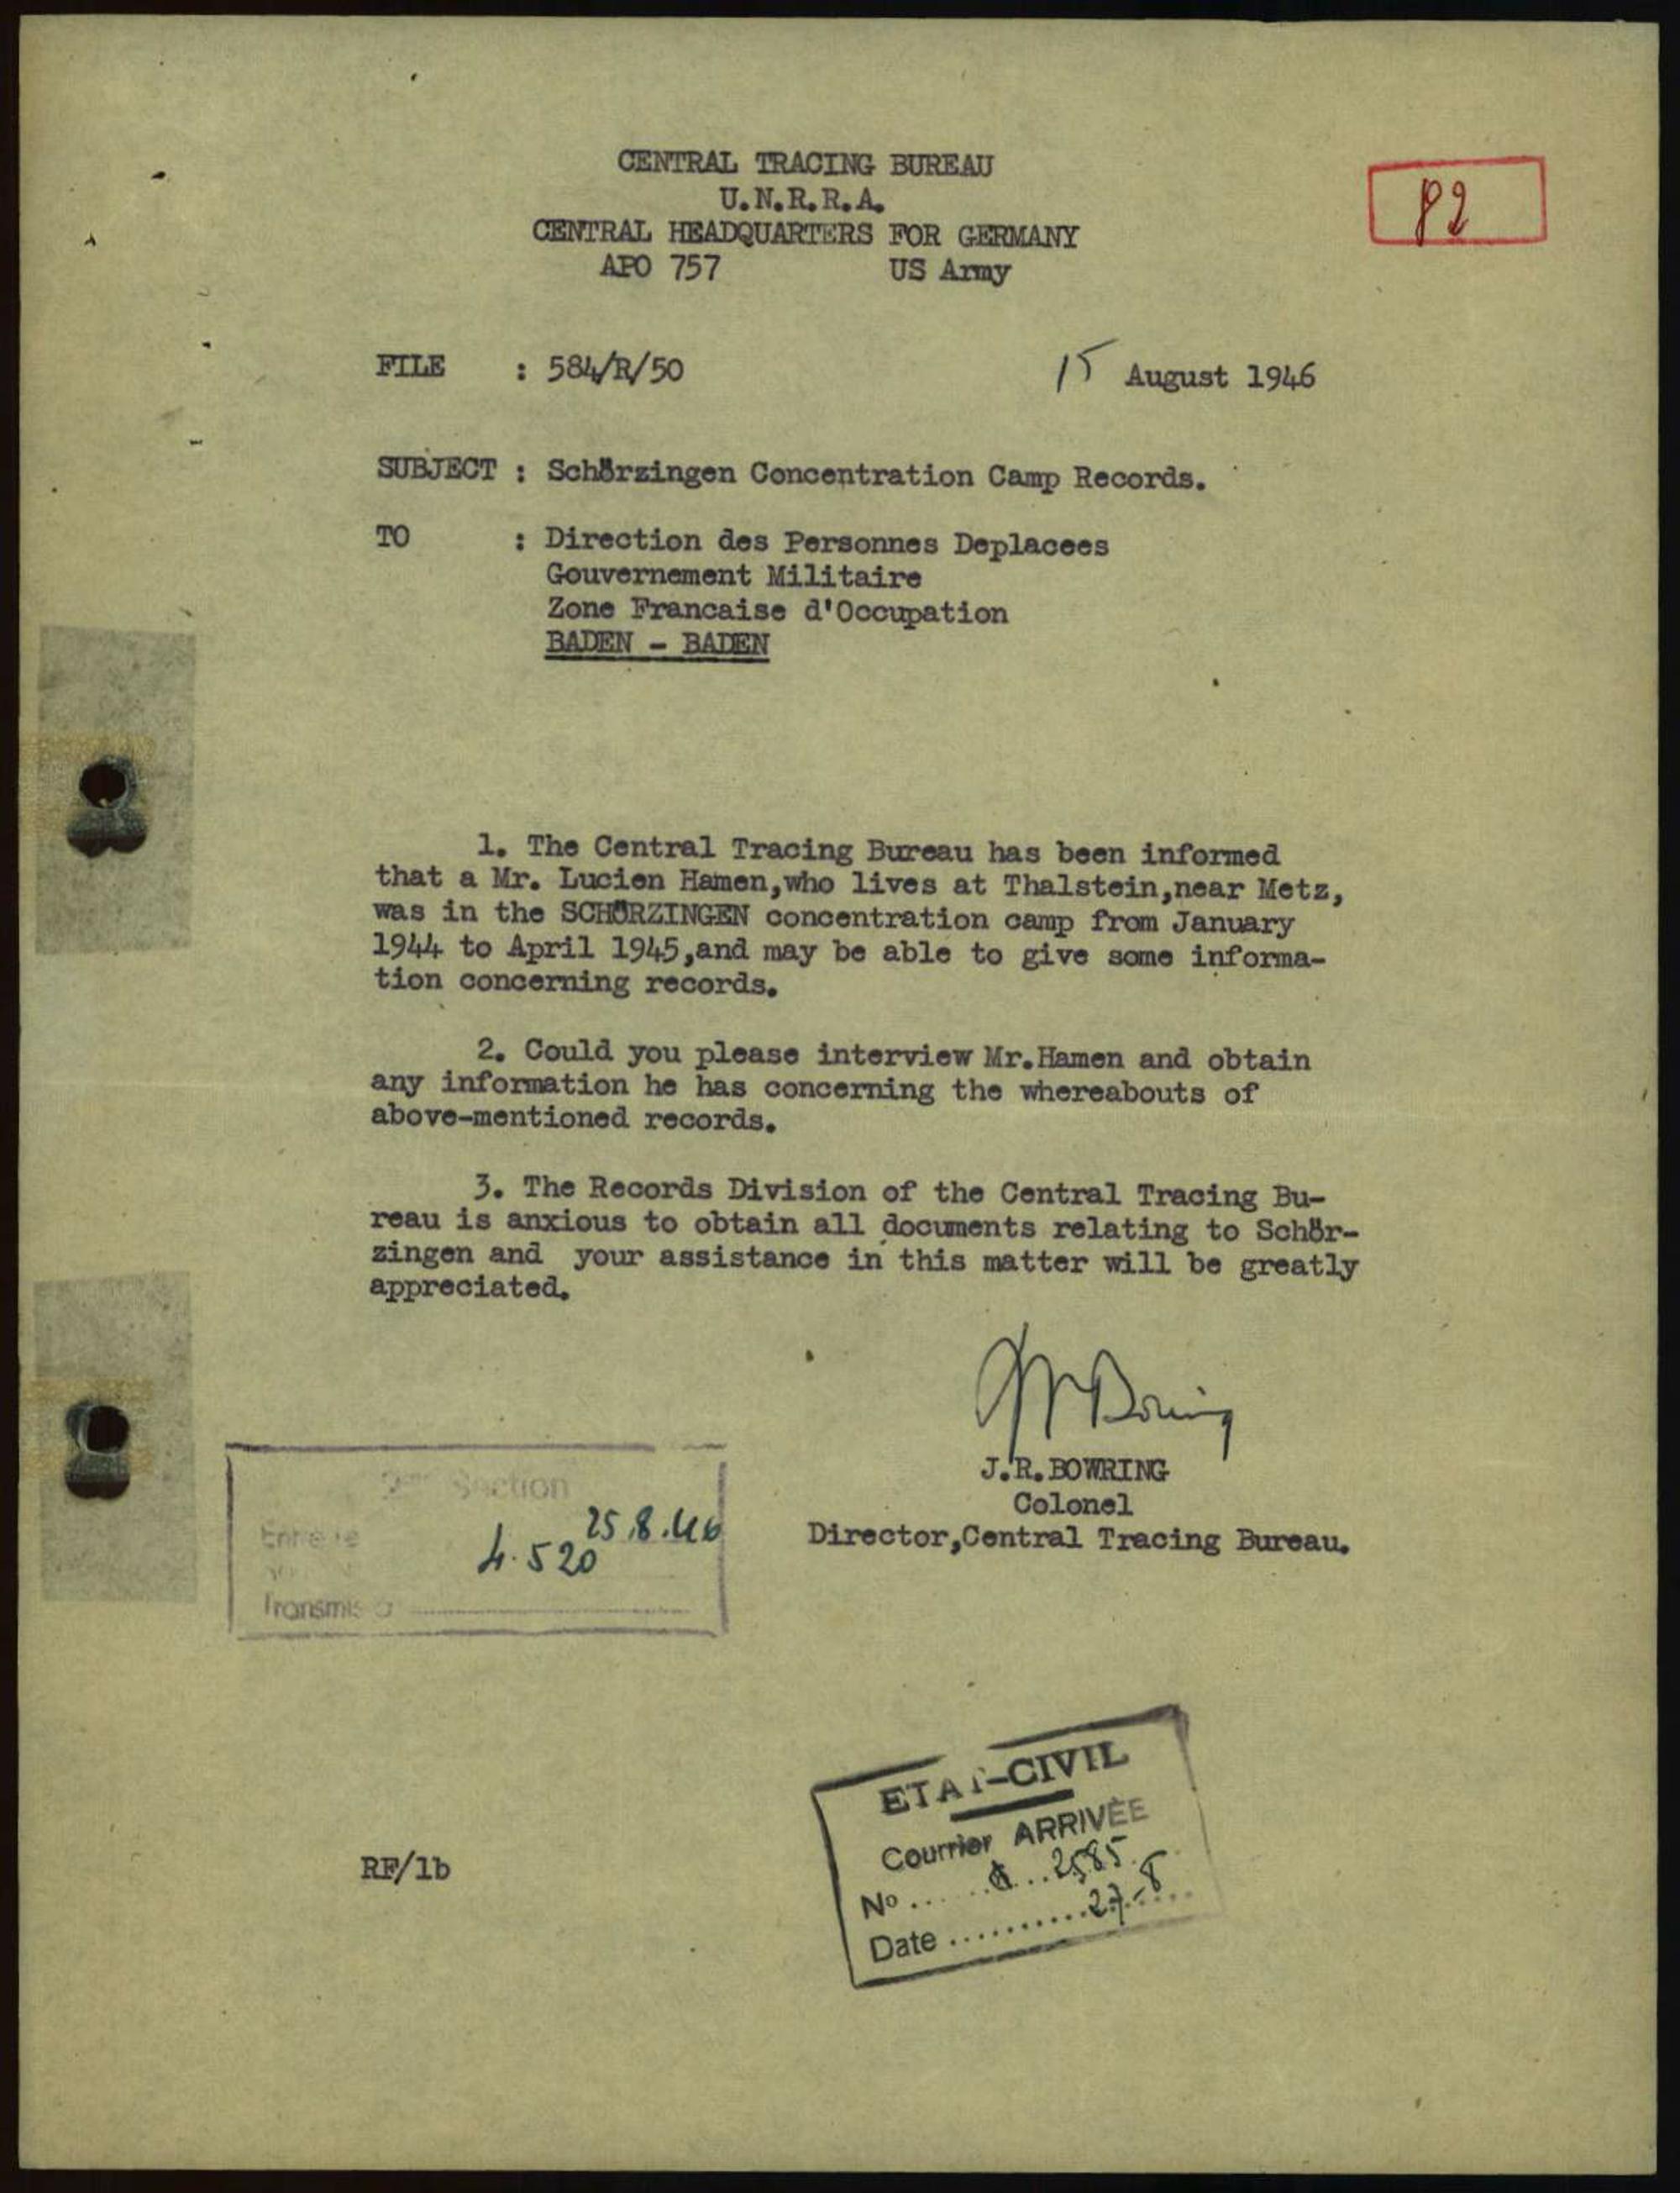 CENTRAL TRACING BUREAU
U.N.R.R.A.
CENTRAL HEADQUARTERS FOR GERMANY
APO 757 US Army
82
FILE : 584/R/50
15 August 1946
SUBJECT : Schörzingen Concentration Camp Records.
TO : Direction des Personnes Deplacees
Gouvernement Militaire
Zone Francaise d'Occupation
BADEN - BADEN
1. The Central Tracing Bureau has been informed
that a Mr. Lucien Hamen,who lives at Thalstein,near Metz,
was in the SCHÖRZINGEN concentration camp from January
1944 to April 1945,and may be able to give some informa-
tion concerning records.
2. Could you please interview Mr.Hamen and obtain
any information he has concerning the whereabouts of
above-mentioned records.
3. The Records Division of the Central Tracing Bu-
reau is anxious to obtain all documents relating to Schör-
zingen and your assistance in this matter will be greatly
appreciated.
J.R.BOWRING
Colonel
Director,Central Tracing Bureau.
Section
Entré le 25.8.46
4.520
Transmis a
ETAT-CIVIL
Courrier ARRIVÉE
No 2585
Date 27-8
RF/lb